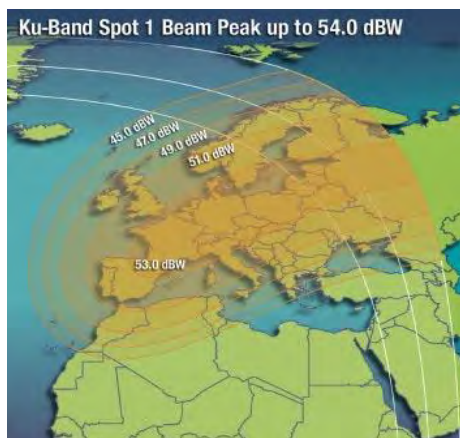 Ku-Band Spot 1 Beam Peak up to 54.0 dBW
45.0 dBW
47.0 dBW
49.0 dBW
51.0 dBW
53.0 dBW